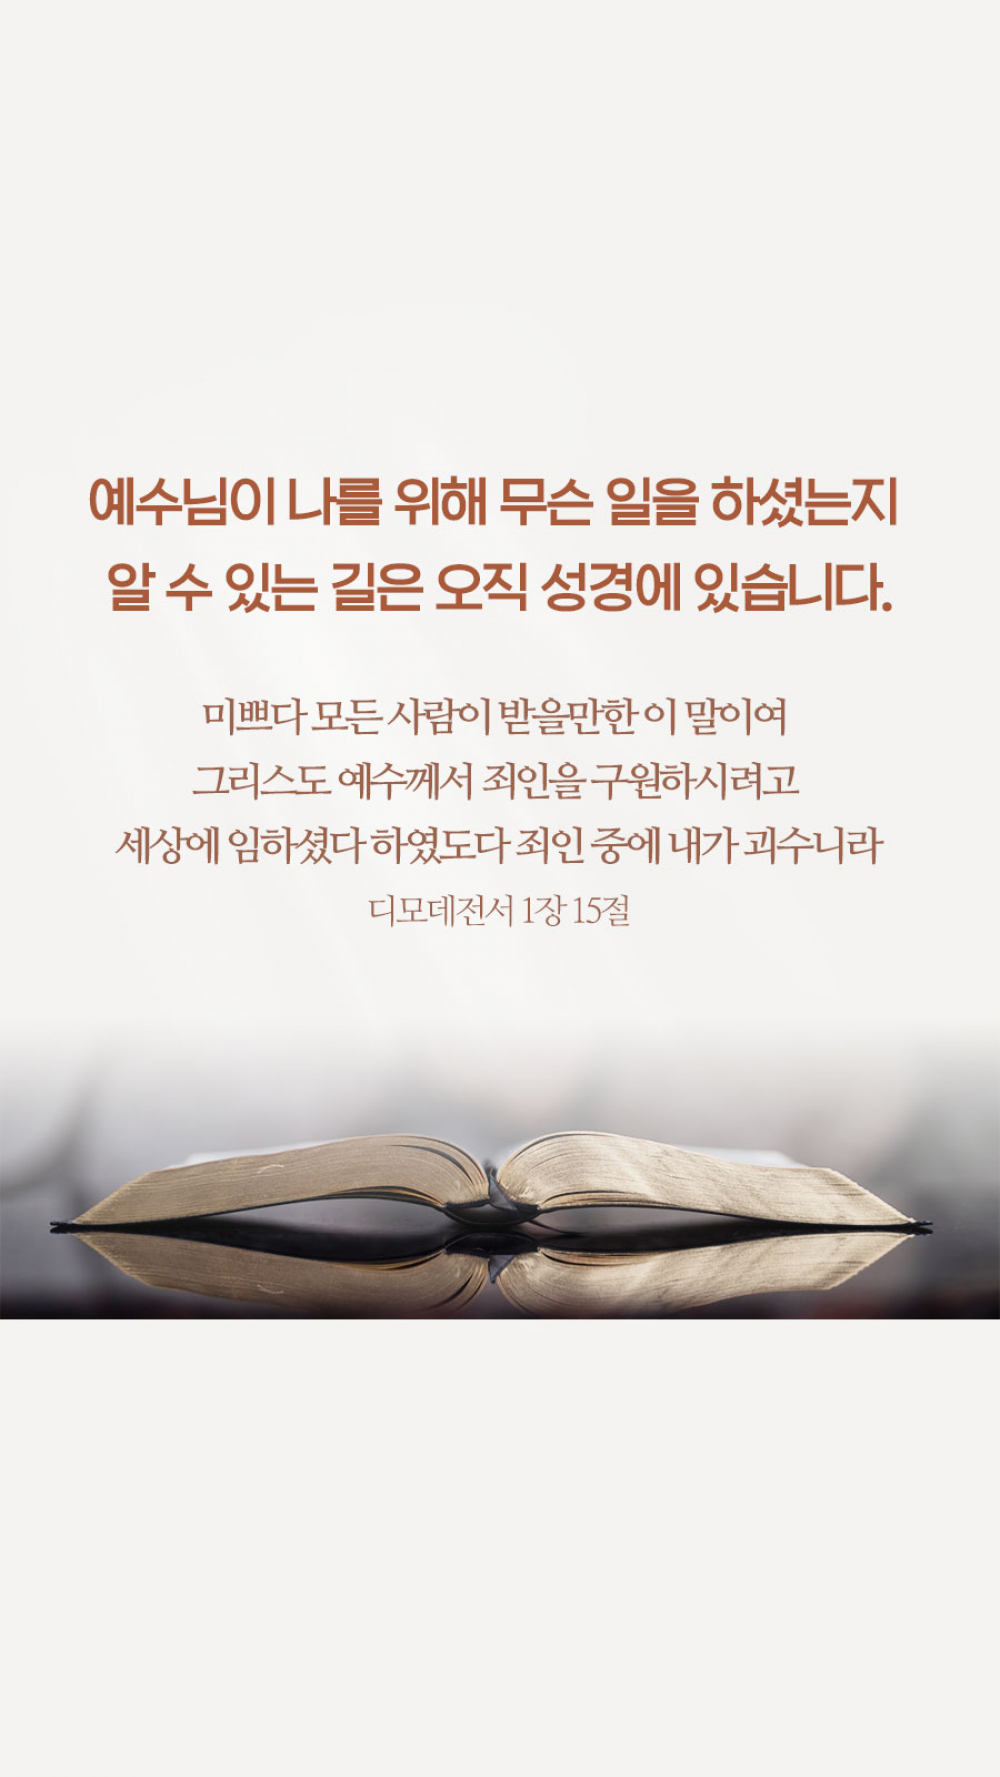 예수님이 나를 위해 무슨 일을 하셨는지
알 수 있는 길은 오직 성경에 있습니다.
미쁘다 모든 사람이 받을만한 이 말이여
그리스도 예수께서 죄인을 구원하시려고
세상에 임하셨다 하였도다 죄인 중에 내가 괴수니라
디모데전서 1장 15절